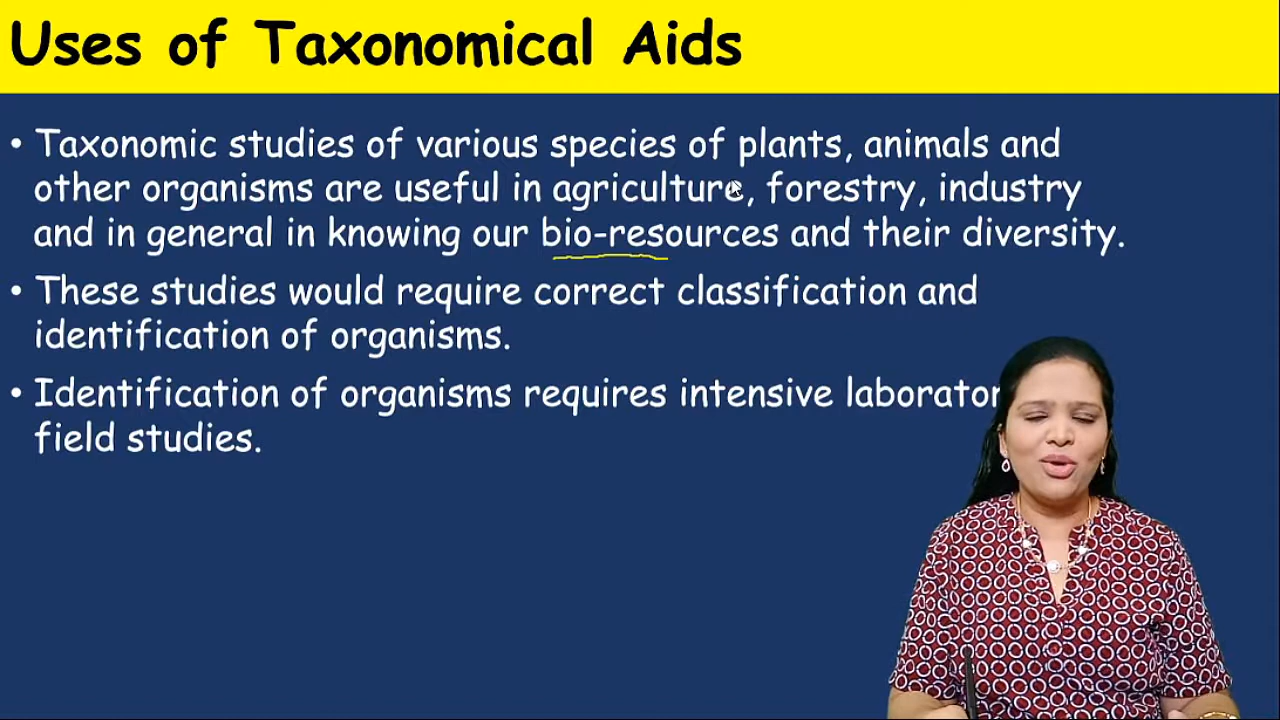 Uses of Taxonomical Aids
• Taxonomic studies of various species of plants, animals and
other organisms are useful in agriculture, forestry, industry
and in general in knowing our bio-resources and their diversity.
• These studies would require correct classification and
identification of organisms.
• Identification of organisms requires intensive
field studies.